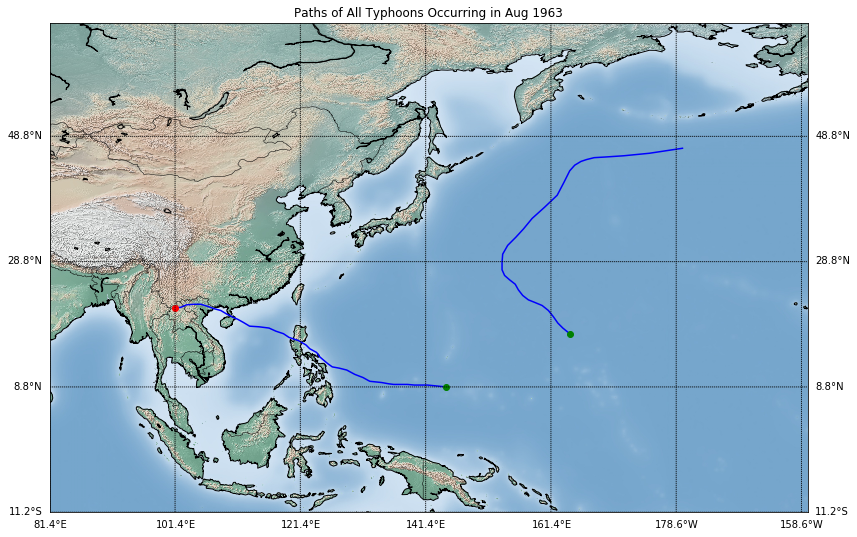 Paths of All Typhoons Occurring in Aug 1963
48.8°N 48.8°N
28.8°N 28.8°N
8.8°N 8.8°N
11.2°S 11.2°S
81.4°E 101.4°E 121.4°E 141.4°E 161.4°E 178.6°W 158.6°W